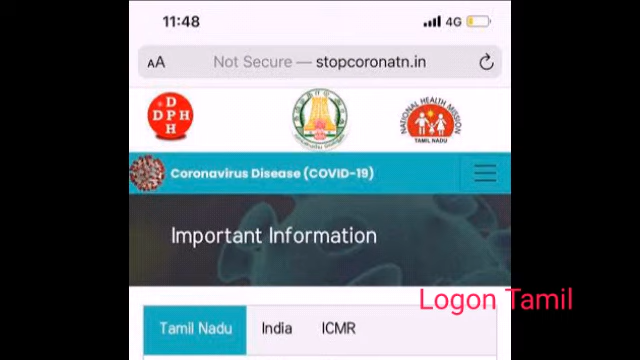 11:48
4G
AA
Not Secure — stopcoronatn.in
D
DPH
H
NATIONAL HEALTH MISSION
TAMIL NADU
Coronavirus Disease (COVID-19)
Important Information
Logon Tamil
Tamil Nadu
India
ICMR